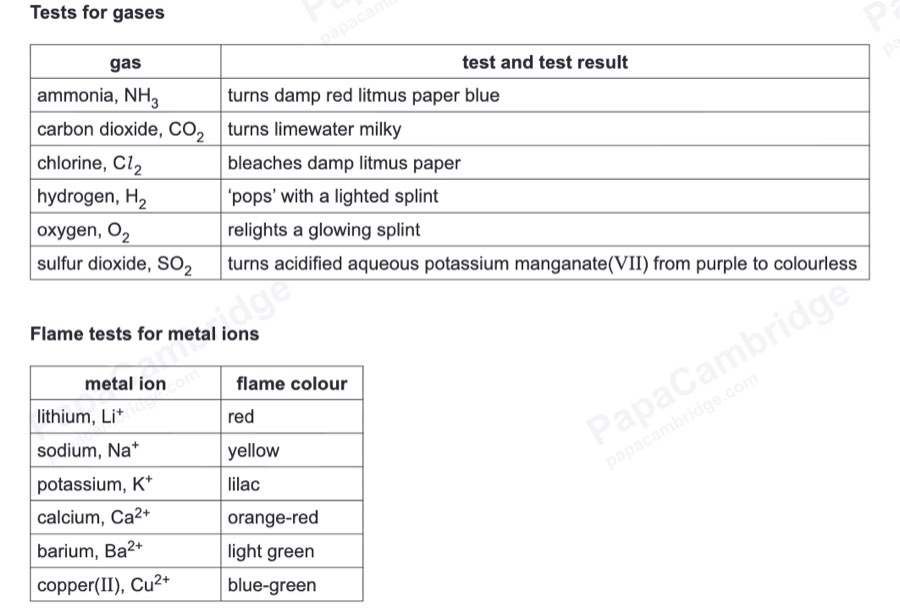 Tests for gases
gas test and test result
ammonia, NH₃ turns damp red litmus paper blue
carbon dioxide, CO₂ turns limewater milky
chlorine, Cl₂ bleaches damp litmus paper
hydrogen, H₂ ‘pops’ with a lighted splint
oxygen, O₂ relights a glowing splint
sulfur dioxide, SO₂ turns acidified aqueous potassium manganate(VII) from purple to colourless
Flame tests for metal ions
metal ion flame colour
lithium, Li⁺ red
sodium, Na⁺ yellow
potassium, K⁺ lilac
calcium, Ca²⁺ orange-red
barium, Ba²⁺ light green
copper(II), Cu²⁺ blue-green
PapaCambridge
papacambridge.com